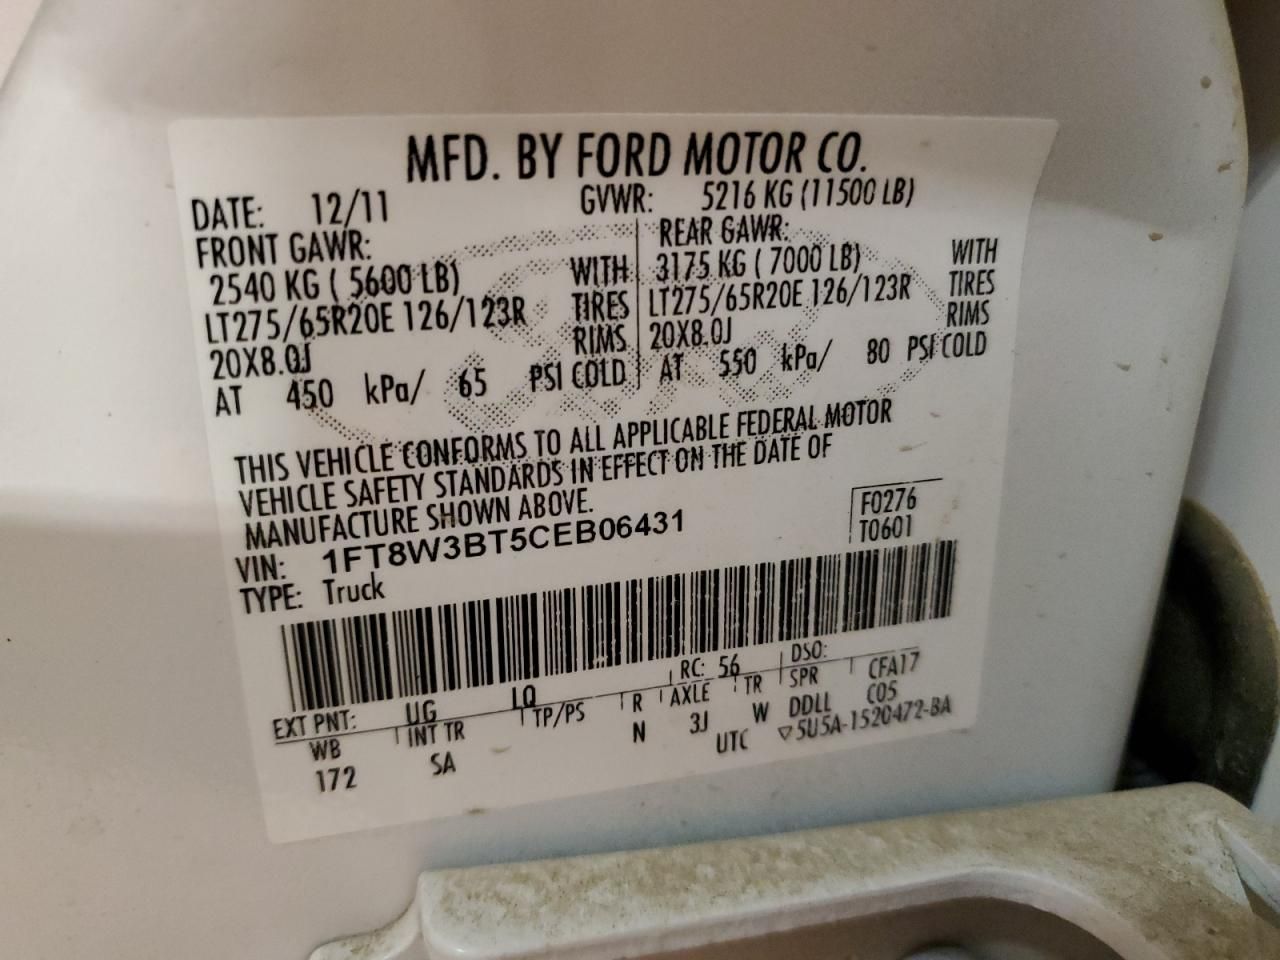 MFD. BY FORD MOTOR CO.
DATE: 12/11 GVWR: 5216 KG (11500 LB)
FRONT GAWR: REAR GAWR:
2540 KG ( 5600 LB) WITH 3175 KG ( 7000 LB) WITH
LT275/65R20E 126/123R TIRES LT275/65R20E 126/123R TIRES
20X8.0J RIMS 20X8.0J RIMS
AT 450 kPa/ 65 PSI COLD AT 550 kPa/ 80 PSI COLD
THIS VEHICLE CONFORMS TO ALL APPLICABLE FEDERAL MOTOR
VEHICLE SAFETY STANDARDS IN EFFECT ON THE DATE OF
MANUFACTURE SHOWN ABOVE.
F0276
VIN: 1FT8W3BT5CEB06431 T0601
TYPE: Truck
EXT PNT: UG LQ RC: 56 DSO:
WB INT TR TP/PS R AXLE TR SPR CFA17
172 SA N 3J W DDLL C05
UTC ▽5U5A-1520472-BA